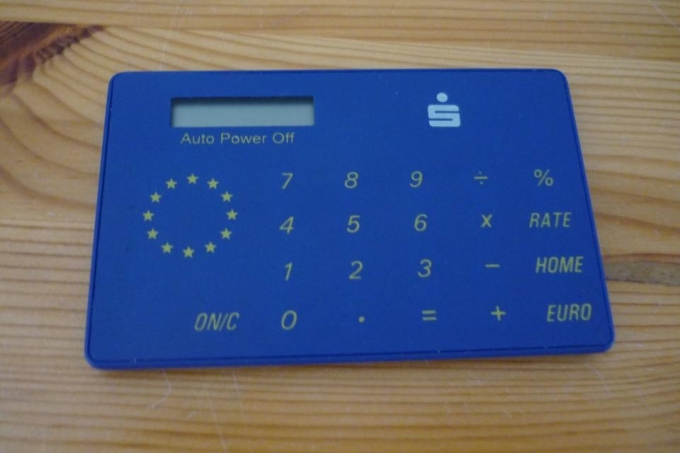 Auto Power Off
7 8 9 ÷ %
4 5 6 x RATE
1 2 3 − HOME
ON/C 0 . = + EURO